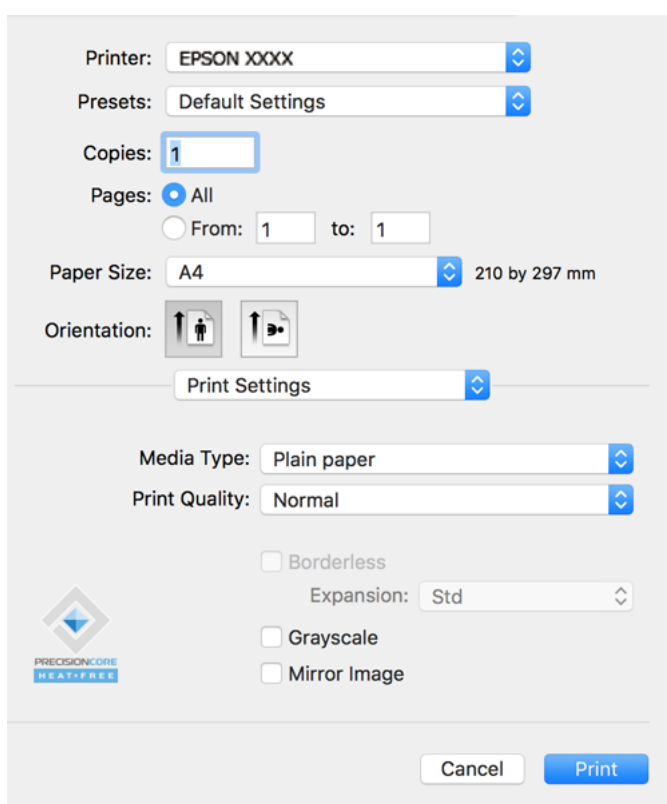 Printer: EPSON XXXX
Presets: Default Settings
Copies: 1
Pages: All
From: 1 to: 1
Paper Size: A4 210 by 297 mm
Orientation:
Print Settings
Media Type: Plain paper
Print Quality: Normal
Borderless
Expansion: Std
Grayscale
Mirror Image
PRECISIONCORE
HEAT-FREE
Cancel Print